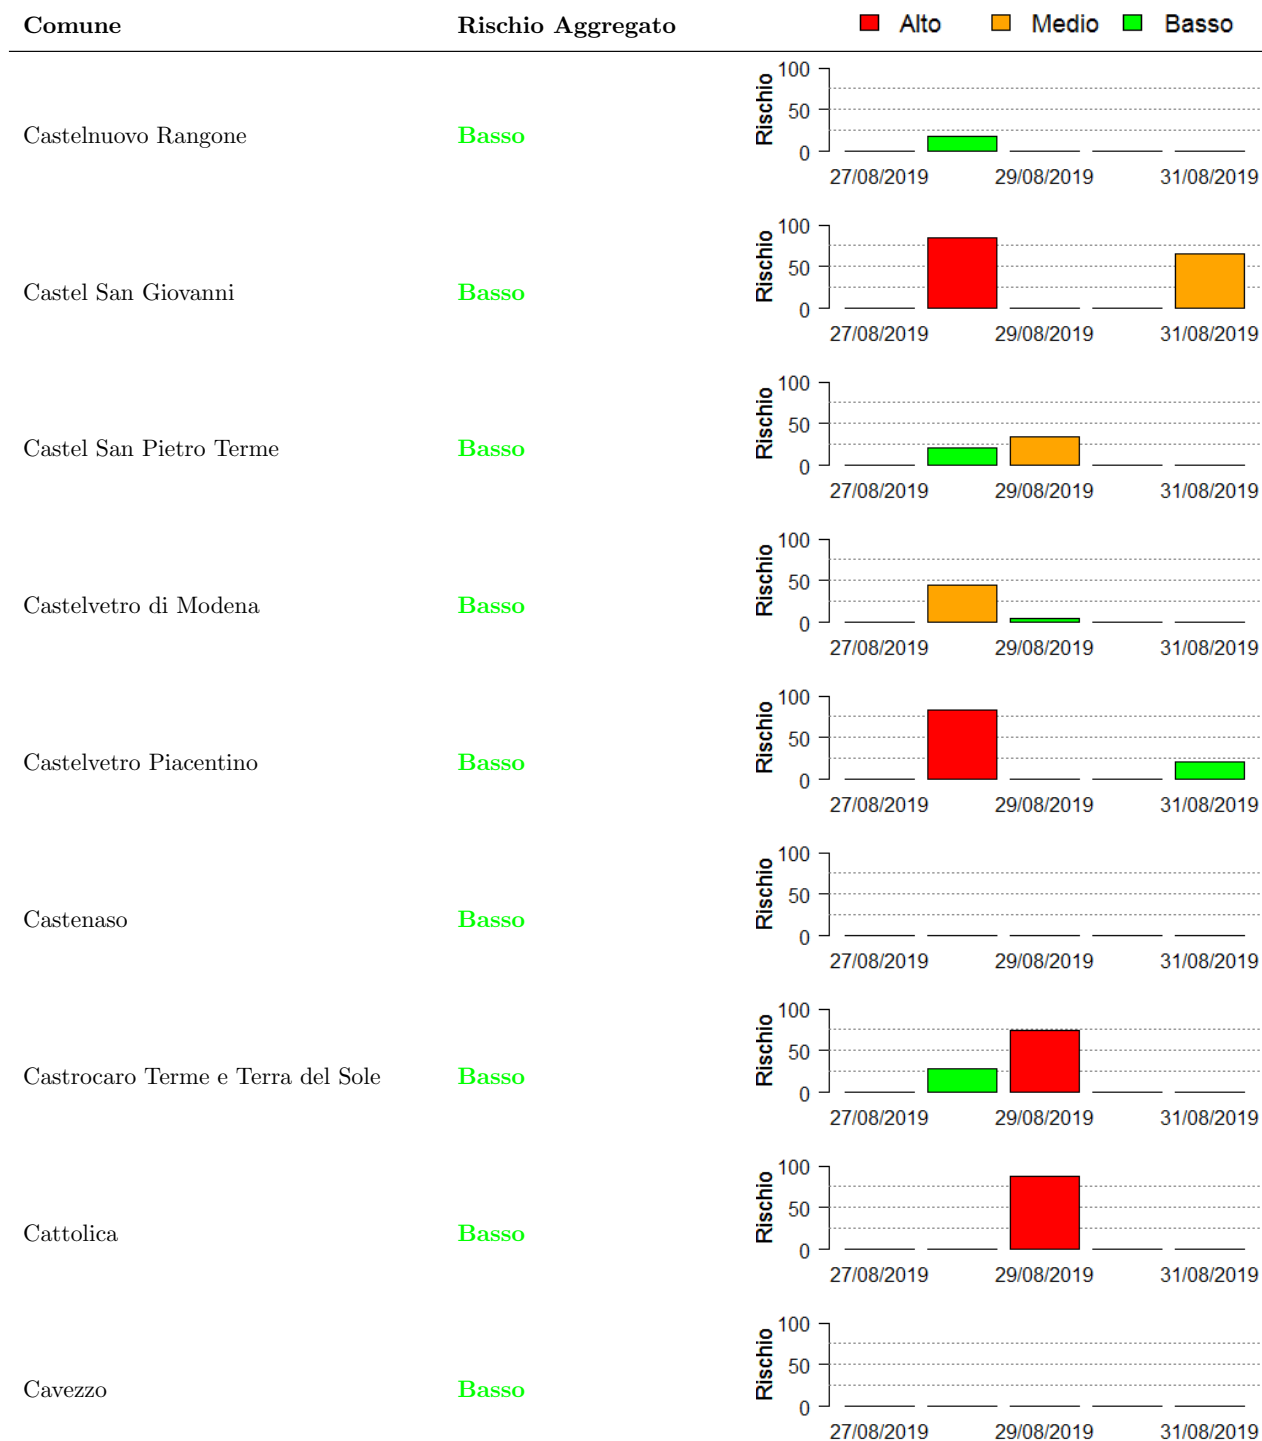 Comune Rischio Aggregato Alto Medio Basso
Castelnuovo Rangone Basso
Rischio
100
50
0
27/08/2019 29/08/2019 31/08/2019
Castel San Giovanni Basso
Rischio
100
50
0
27/08/2019 29/08/2019 31/08/2019
Castel San Pietro Terme Basso
Rischio
100
50
0
27/08/2019 29/08/2019 31/08/2019
Castelvetro di Modena Basso
Rischio
100
50
0
27/08/2019 29/08/2019 31/08/2019
Castelvetro Piacentino Basso
Rischio
100
50
0
27/08/2019 29/08/2019 31/08/2019
Castenaso Basso
Rischio
100
50
0
27/08/2019 29/08/2019 31/08/2019
Castrocaro Terme e Terra del Sole Basso
Rischio
100
50
0
27/08/2019 29/08/2019 31/08/2019
Cattolica Basso
Rischio
100
50
0
27/08/2019 29/08/2019 31/08/2019
Cavezzo Basso
Rischio
100
50
0
27/08/2019 29/08/2019 31/08/2019